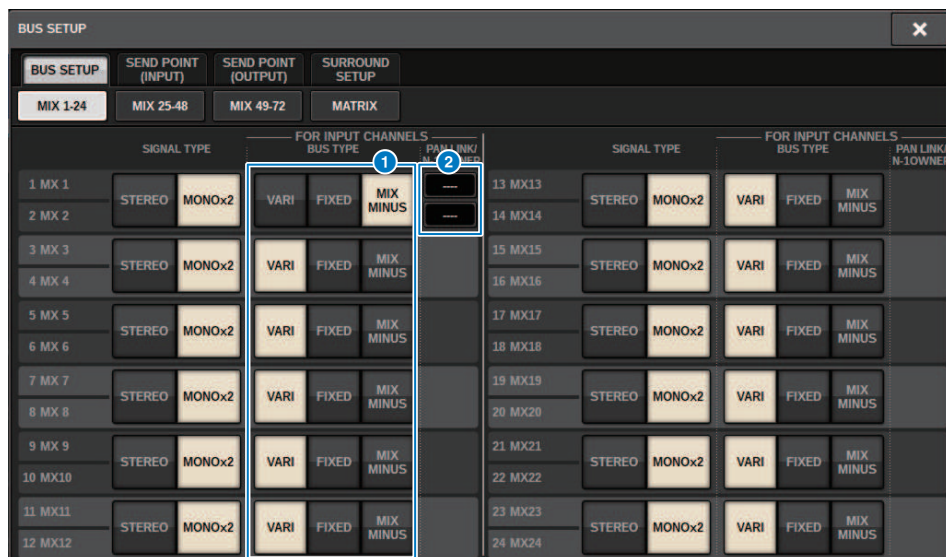 BUS SETUP
BUS SETUP
SEND POINT
(INPUT)
SEND POINT
(OUTPUT)
SURROUND
SETUP
MIX 1-24
MIX 25-48
MIX 49-72
MATRIX
FOR INPUT CHANNELS
SIGNAL TYPE
BUS TYPE
PAN LINK/
1
2
1 MX 1
2 MX 2
STEREO
MONOx2
VARI
FIXED
MIX
MINUS
----
----
3 MX 3
4 MX 4
STEREO
MONOx2
VARI
FIXED
MIX
MINUS
5 MX 5
6 MX 6
STEREO
MONOx2
VARI
FIXED
MIX
MINUS
7 MX 7
8 MX 8
STEREO
MONOx2
VARI
FIXED
MIX
MINUS
9 MX 9
10 MX10
STEREO
MONOx2
VARI
FIXED
MIX
MINUS
11 MX11
12 MX12
STEREO
MONOx2
VARI
FIXED
MIX
MINUS
FOR INPUT CHANNELS
SIGNAL TYPE
BUS TYPE
PAN LINK/
N-1OWNER
13 MX13
14 MX14
STEREO
MONOx2
VARI
FIXED
MIX
MINUS
15 MX15
16 MX16
STEREO
MONOx2
VARI
FIXED
MIX
MINUS
17 MX17
18 MX18
STEREO
MONOx2
VARI
FIXED
MIX
MINUS
19 MX19
20 MX20
STEREO
MONOx2
VARI
FIXED
MIX
MINUS
21 MX21
22 MX22
STEREO
MONOx2
VARI
FIXED
MIX
MINUS
23 MX23
24 MX24
STEREO
MONOx2
VARI
FIXED
MIX
MINUS